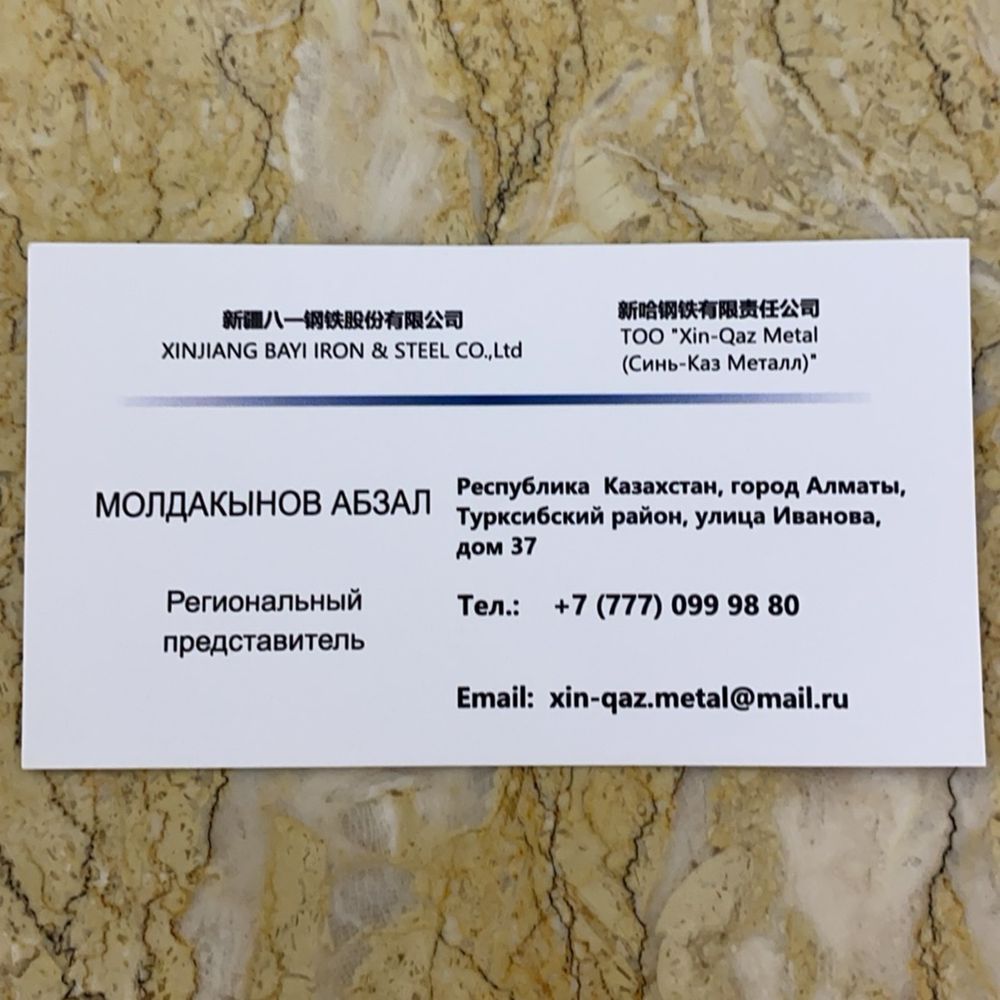 新疆八一钢铁股份有限公司
XINJIANG BAYI IRON & STEEL CO.,Ltd
新哈钢铁有限责任公司
ТОО "Xin-Qaz Metal
(Синь-Каз Металл)"
МОЛДАКЫНОВ АБЗАЛ
Региональный
представитель
Республика Казахстан, город Алматы,
Турксибский район, улица Иванова,
дом 37
Тел.: +7 (777) 099 98 80
Email: xin-qaz.metal@mail.ru